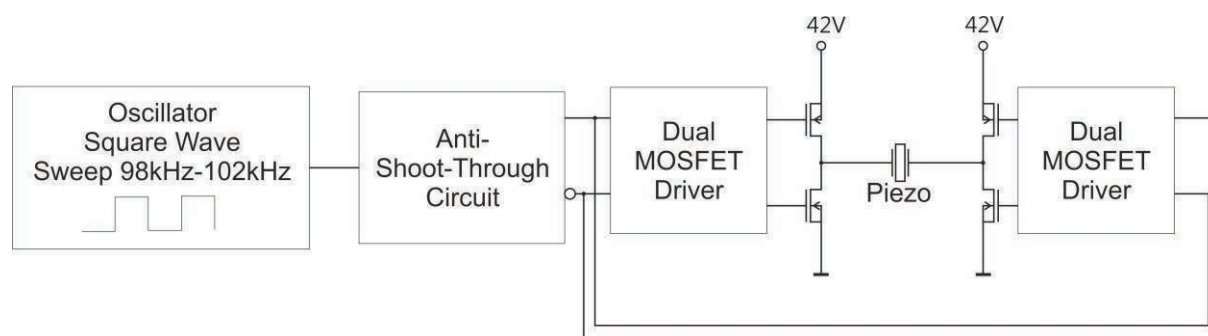 42V
42V
Oscillator
Square Wave
Sweep 98kHz-102kHz
Anti-
Shoot-Through
Circuit
Dual
MOSFET
Driver
Piezo
Dual
MOSFET
Driver